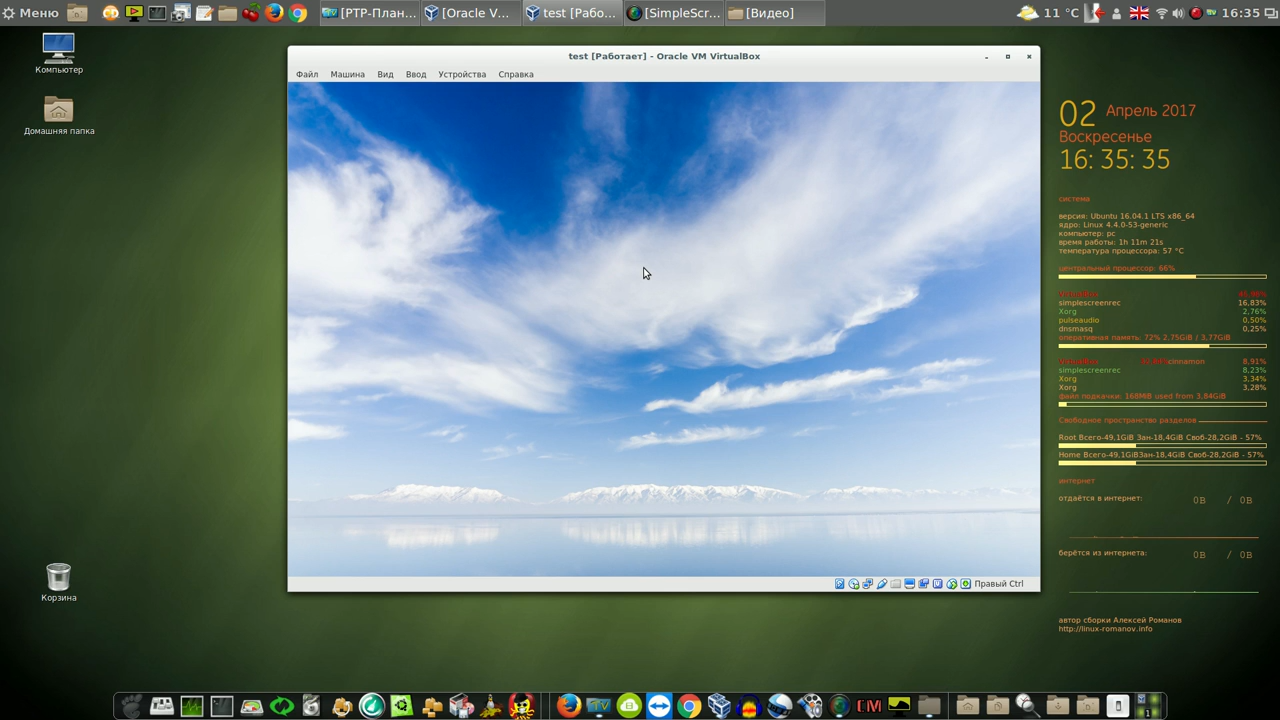 Меню
[PTP-План...
[Oracle V...
test [Рабо...
[SimpleScr...
[Видео]
11 °C
16:35
Компьютер
Домашняя папка
Корзина
test [Работает] - Oracle VM VirtualBox
Файл Машина Вид Ввод Устройства Справка
Правый Ctrl
02 Апрель 2017
Воскресенье
16: 35: 35
система
версия: Ubuntu 16.04.1 LTS x86_64
ядро: Linux 4.4.0-53-generic
компьютер: pc
время работы: 1h 11m 21s
температура процессора: 57 °C
центральный процессор: 66%
VirtualBox
simplescreenrec 16,83%
Xorg 2,76%
pulseaudio 0,50%
dnsmasq 0,25%
оперативная память: 72% 2.75GiB / 3,77GiB
VirtualBox cinnamon 8,91%
simplescreenrec 8,23%
Xorg 3,34%
Xorg 3,28%
файл подкачки: 168MiB used from 3,84GiB
Свободное пространство разделов
Root Всего-49,1GiB Зан-18,4GiB Своб-28,2GiB - 57%
Home Всего-49,1GiBЗан-18,4GiB Своб-28,2GiB - 57%
интернет
отдаётся в интернет: 0B / 0B
берётся из интернета: 0B / 0B
автор сборки Алексей Романов
http://linux-romanov.info
CM
1